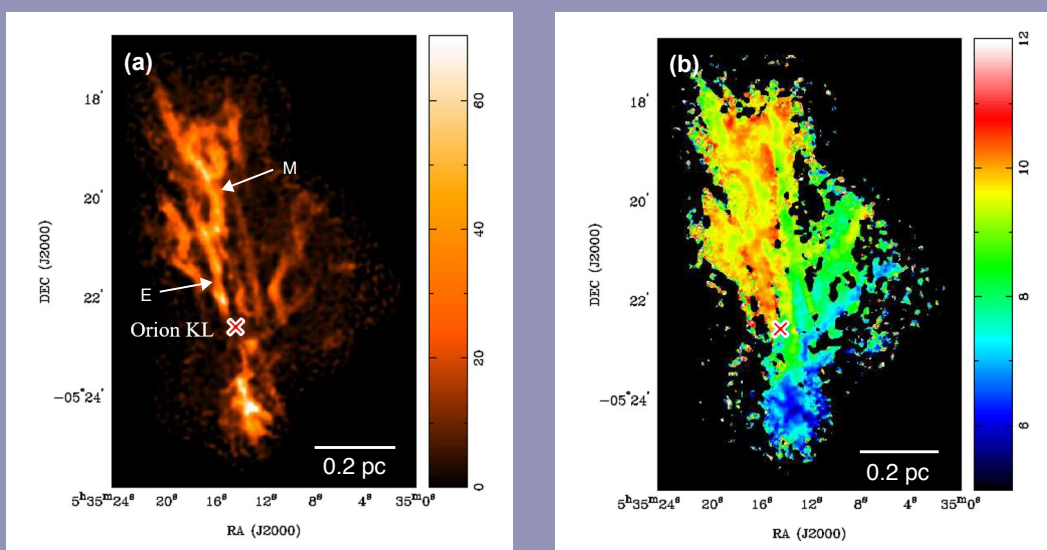 (a)
18'
20'
22'
−05°24'
DEC (J2000)
M
E
Orion KL
0.2 pc
60
40
20
0
5ʰ35ᵐ24ˢ 20ˢ 16ˢ 12ˢ 8ˢ 4ˢ 35ᵐ0ˢ
RA (J2000)
(b)
18'
20'
22'
−05°24'
DEC (J2000)
0.2 pc
12
10
8
6
5ʰ35ᵐ24ˢ 20ˢ 16ˢ 12ˢ 8ˢ 4ˢ 35ᵐ0ˢ
RA (J2000)